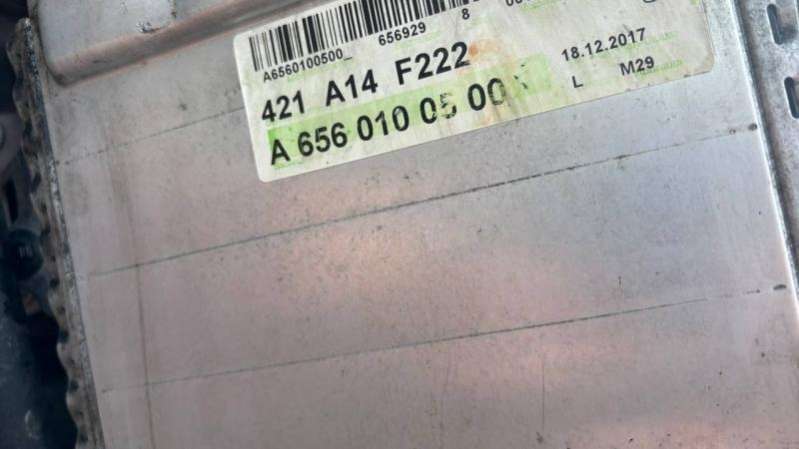 A6560100500_ 656929 8
421 A14 F222 18.12.2017
A 656 010 05 00 L M29